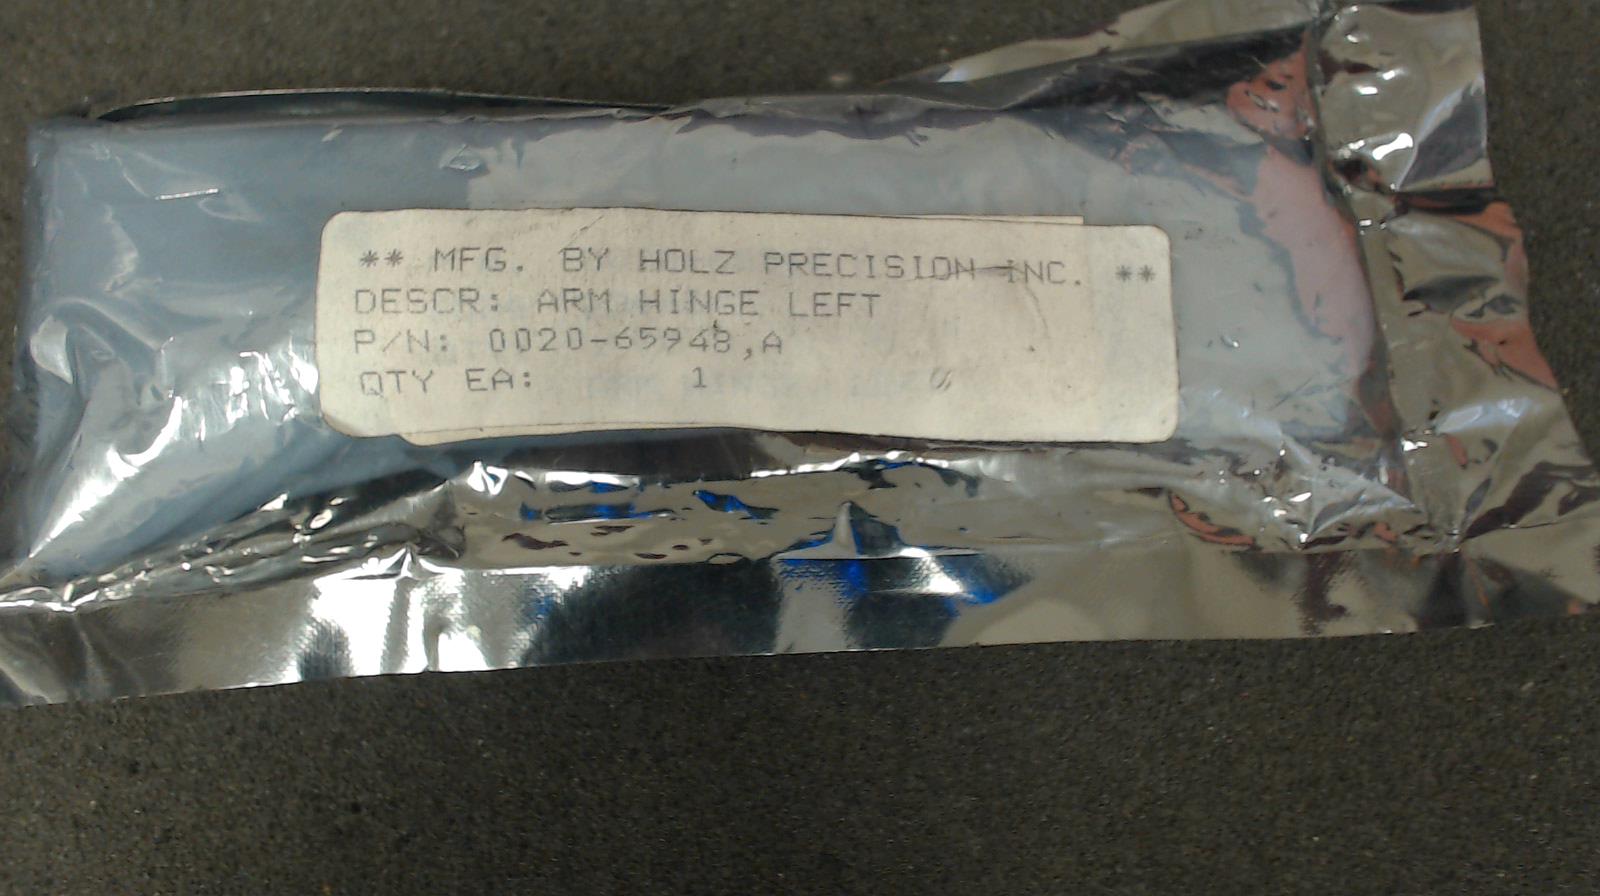 ** MFG. BY HOLZ PRECISION INC. **
DESCR: ARM HINGE LEFT
P/N: 0020-65948,A
QTY EA: 1